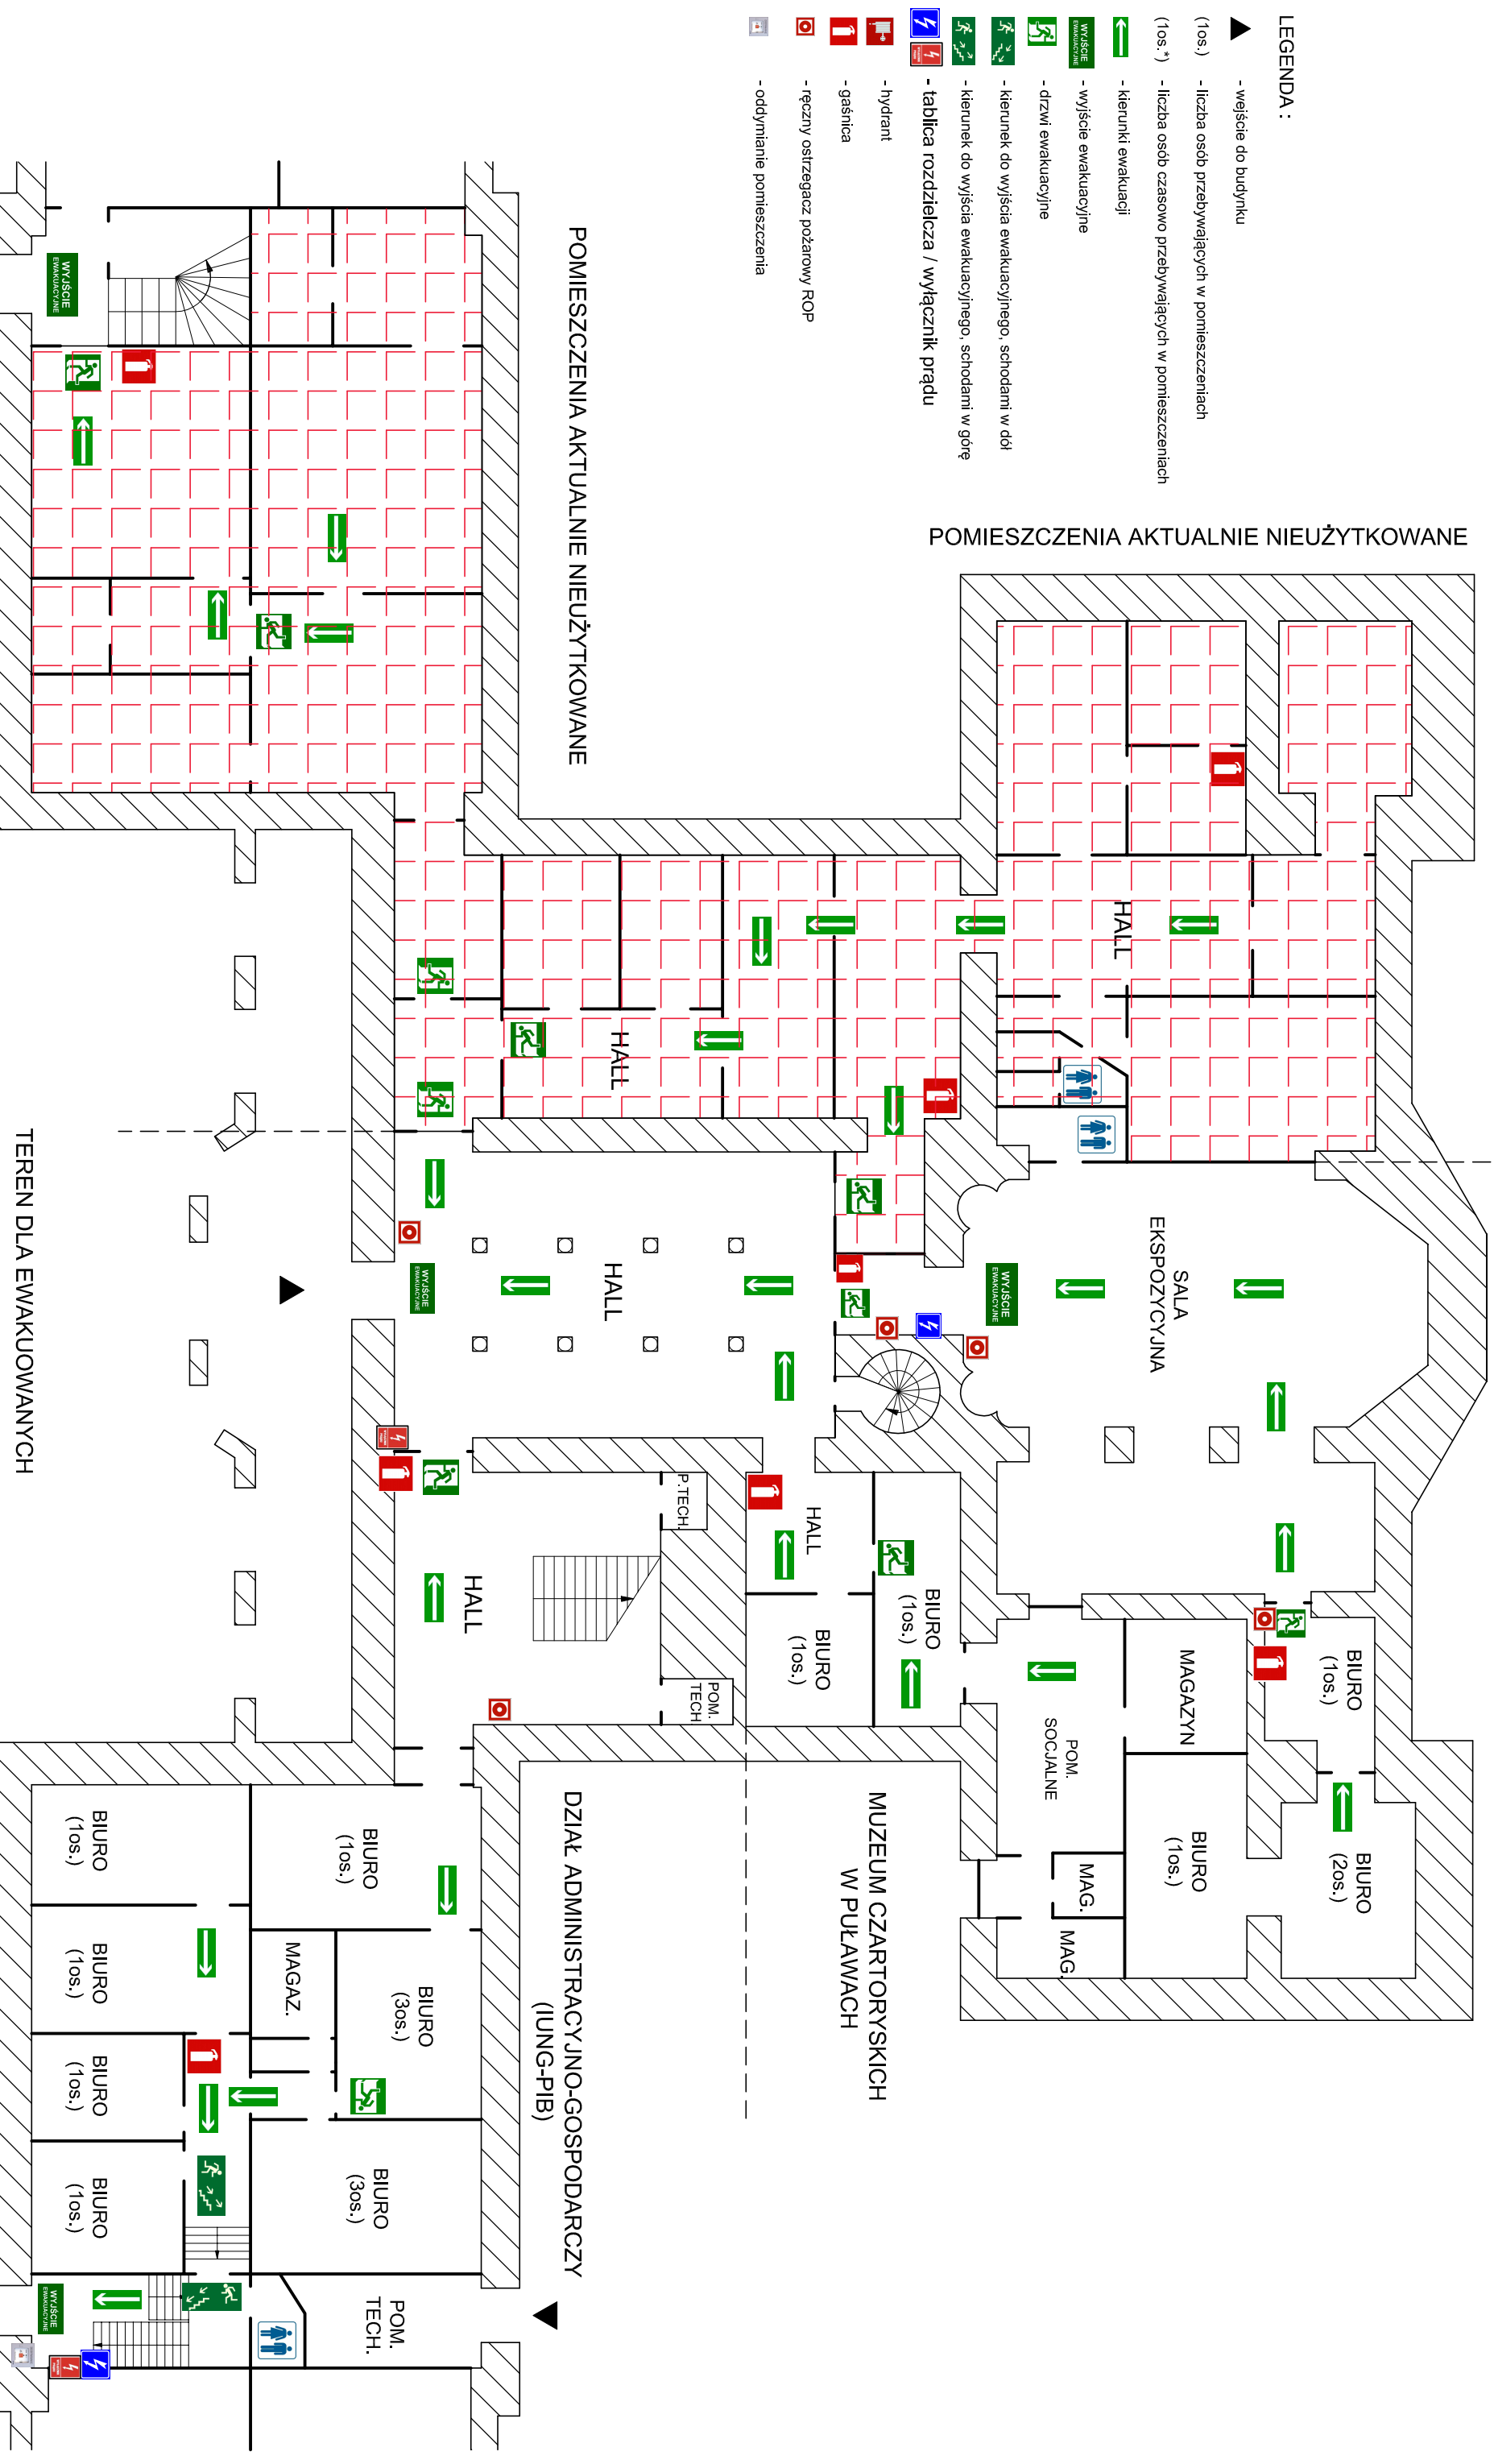 LEGENDA :
- wejście do budynku
(1os.) - liczba osób przebywających w pomieszczeniach
(1os.*) - liczba osób czasowo przebywających w pomieszczeniach
- kierunki ewakuacji
WYJŚCIE
EWAKUACYJNE
- wyjście ewakuacyjne
- drzwi ewakuacyjne
- kierunek do wyjścia ewakuacyjnego, schodami w dół
- kierunek do wyjścia ewakuacyjnego, schodami w górę
- tablica rozdzielcza / wyłącznik prądu
- hydrant
- gaśnica
- ręczny ostrzegacz pożarowy ROP
- oddymianie pomieszczenia
POMIESZCZENIA AKTUALNIE NIEUŻYTKOWANE
POMIESZCZENIA AKTUALNIE NIEUŻYTKOWANE
HALL
SALA
EKSPOZYCYJNA
WYJŚCIE
EWAKUACYJNE
BIURO
(1os.)
BIURO
(2os.)
MAGAZYN
BIURO
(1os.)
POM.
SOCJALNE
MAG.
MAG.
BIURO
(1os.)
HALL
BIURO
(1os.)
MUZEUM CZARTORYSKICH
W PUŁAWACH
HALL
HALL
WYJŚCIE
EWAKUACYJNE
P.TECH.
POM.
TECH.
HALL
DZIAŁ ADMINISTRACYJNO-GOSPODARCZY
(IUNG-PIB)
WYJŚCIE
EWAKUACYJNE
BIURO
(1os.)
BIURO
(3os.)
MAGAZ.
BIURO
(3os.)
POM.
TECH.
BIURO
(1os.)
BIURO
(1os.)
BIURO
(1os.)
BIURO
(1os.)
WYJŚCIE
EWAKUACYJNE
TEREN DLA EWAKUOWANYCH